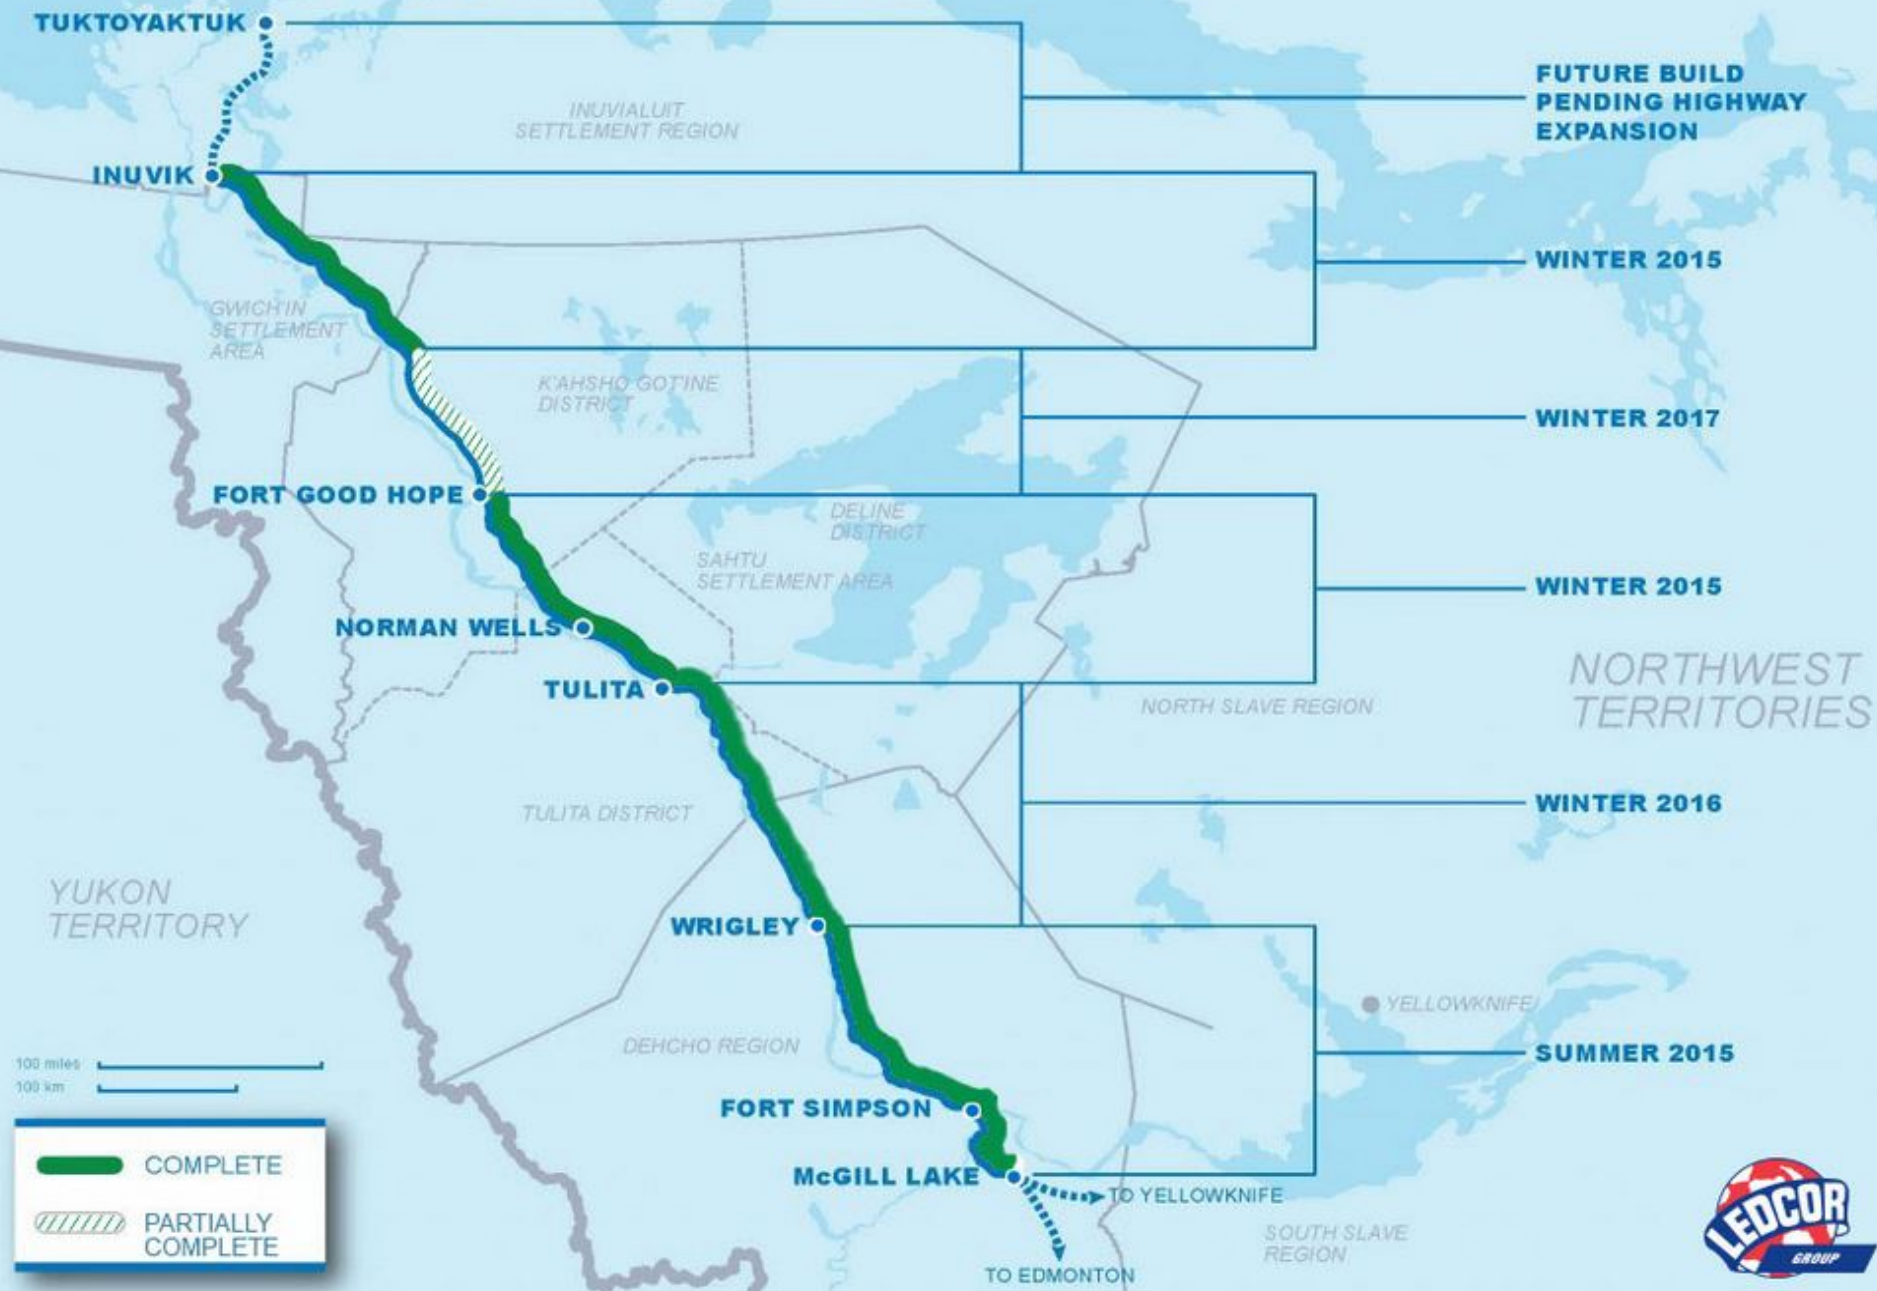 TUKTOYAKTUK
FUTURE BUILD
PENDING HIGHWAY
EXPANSION
INUVIALUIT
SETTLEMENT REGION
INUVIK
WINTER 2015
GWICH'IN
SETTLEMENT
AREA
K'AHSHO GOT'INE
DISTRICT
WINTER 2017
FORT GOOD HOPE
DELINE
DISTRICT
SAHTU
SETTLEMENT AREA
WINTER 2015
NORMAN WELLS
TULITA
NORTHWEST
TERRITORIES
NORTH SLAVE REGION
TULITA DISTRICT
WINTER 2016
YUKON
TERRITORY
WRIGLEY
YELLOWKNIFE
DEHCHO REGION
SUMMER 2015
100 miles
100 km
FORT SIMPSON
COMPLETE
McGILL LAKE
TO YELLOWKNIFE
PARTIALLY
COMPLETE
SOUTH SLAVE
REGION
TO EDMONTON
LEDCOR
GROUP